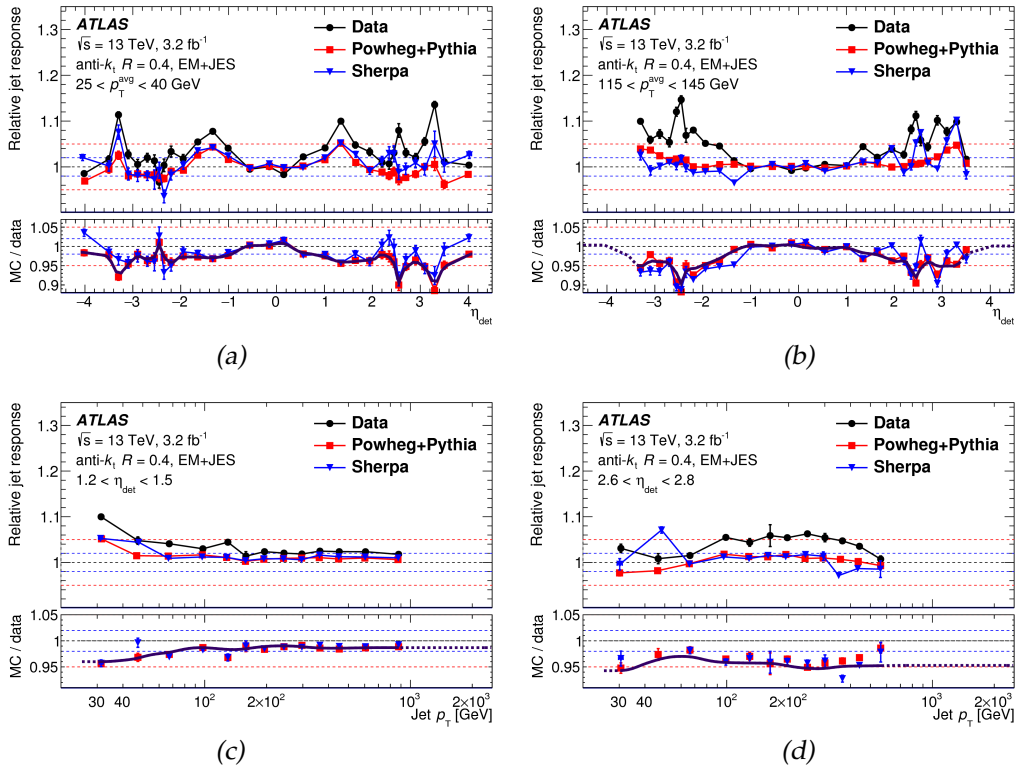 ATLAS
√s = 13 TeV, 3.2 fb⁻¹
anti-kₜ R = 0.4, EM+JES
25 < p_T^avg < 40 GeV
Data
Powheg+Pythia
Sherpa
Relative jet response
1.3
1.2
1.1
1
MC / data
1.05
1
0.95
0.9
−4 −3 −2 −1 0 1 2 3 4
η_det
(a)
ATLAS
√s = 13 TeV, 3.2 fb⁻¹
anti-kₜ R = 0.4, EM+JES
115 < p_T^avg < 145 GeV
Data
Powheg+Pythia
Sherpa
Relative jet response
1.3
1.2
1.1
1
MC / data
1.05
1
0.95
0.9
−4 −3 −2 −1 0 1 2 3 4
η_det
(b)
ATLAS
√s = 13 TeV, 3.2 fb⁻¹
anti-kₜ R = 0.4, EM+JES
1.2 < η_det < 1.5
Data
Powheg+Pythia
Sherpa
Relative jet response
1.3
1.2
1.1
1
MC / data
1.05
1
0.95
30 40 10² 2×10² 10³ 2×10³
Jet p_T [GeV]
(c)
ATLAS
√s = 13 TeV, 3.2 fb⁻¹
anti-kₜ R = 0.4, EM+JES
2.6 < η_det < 2.8
Data
Powheg+Pythia
Sherpa
Relative jet response
1.3
1.2
1.1
1
MC / data
1.05
1
0.95
30 40 10² 2×10² 10³ 2×10³
Jet p_T [GeV]
(d)